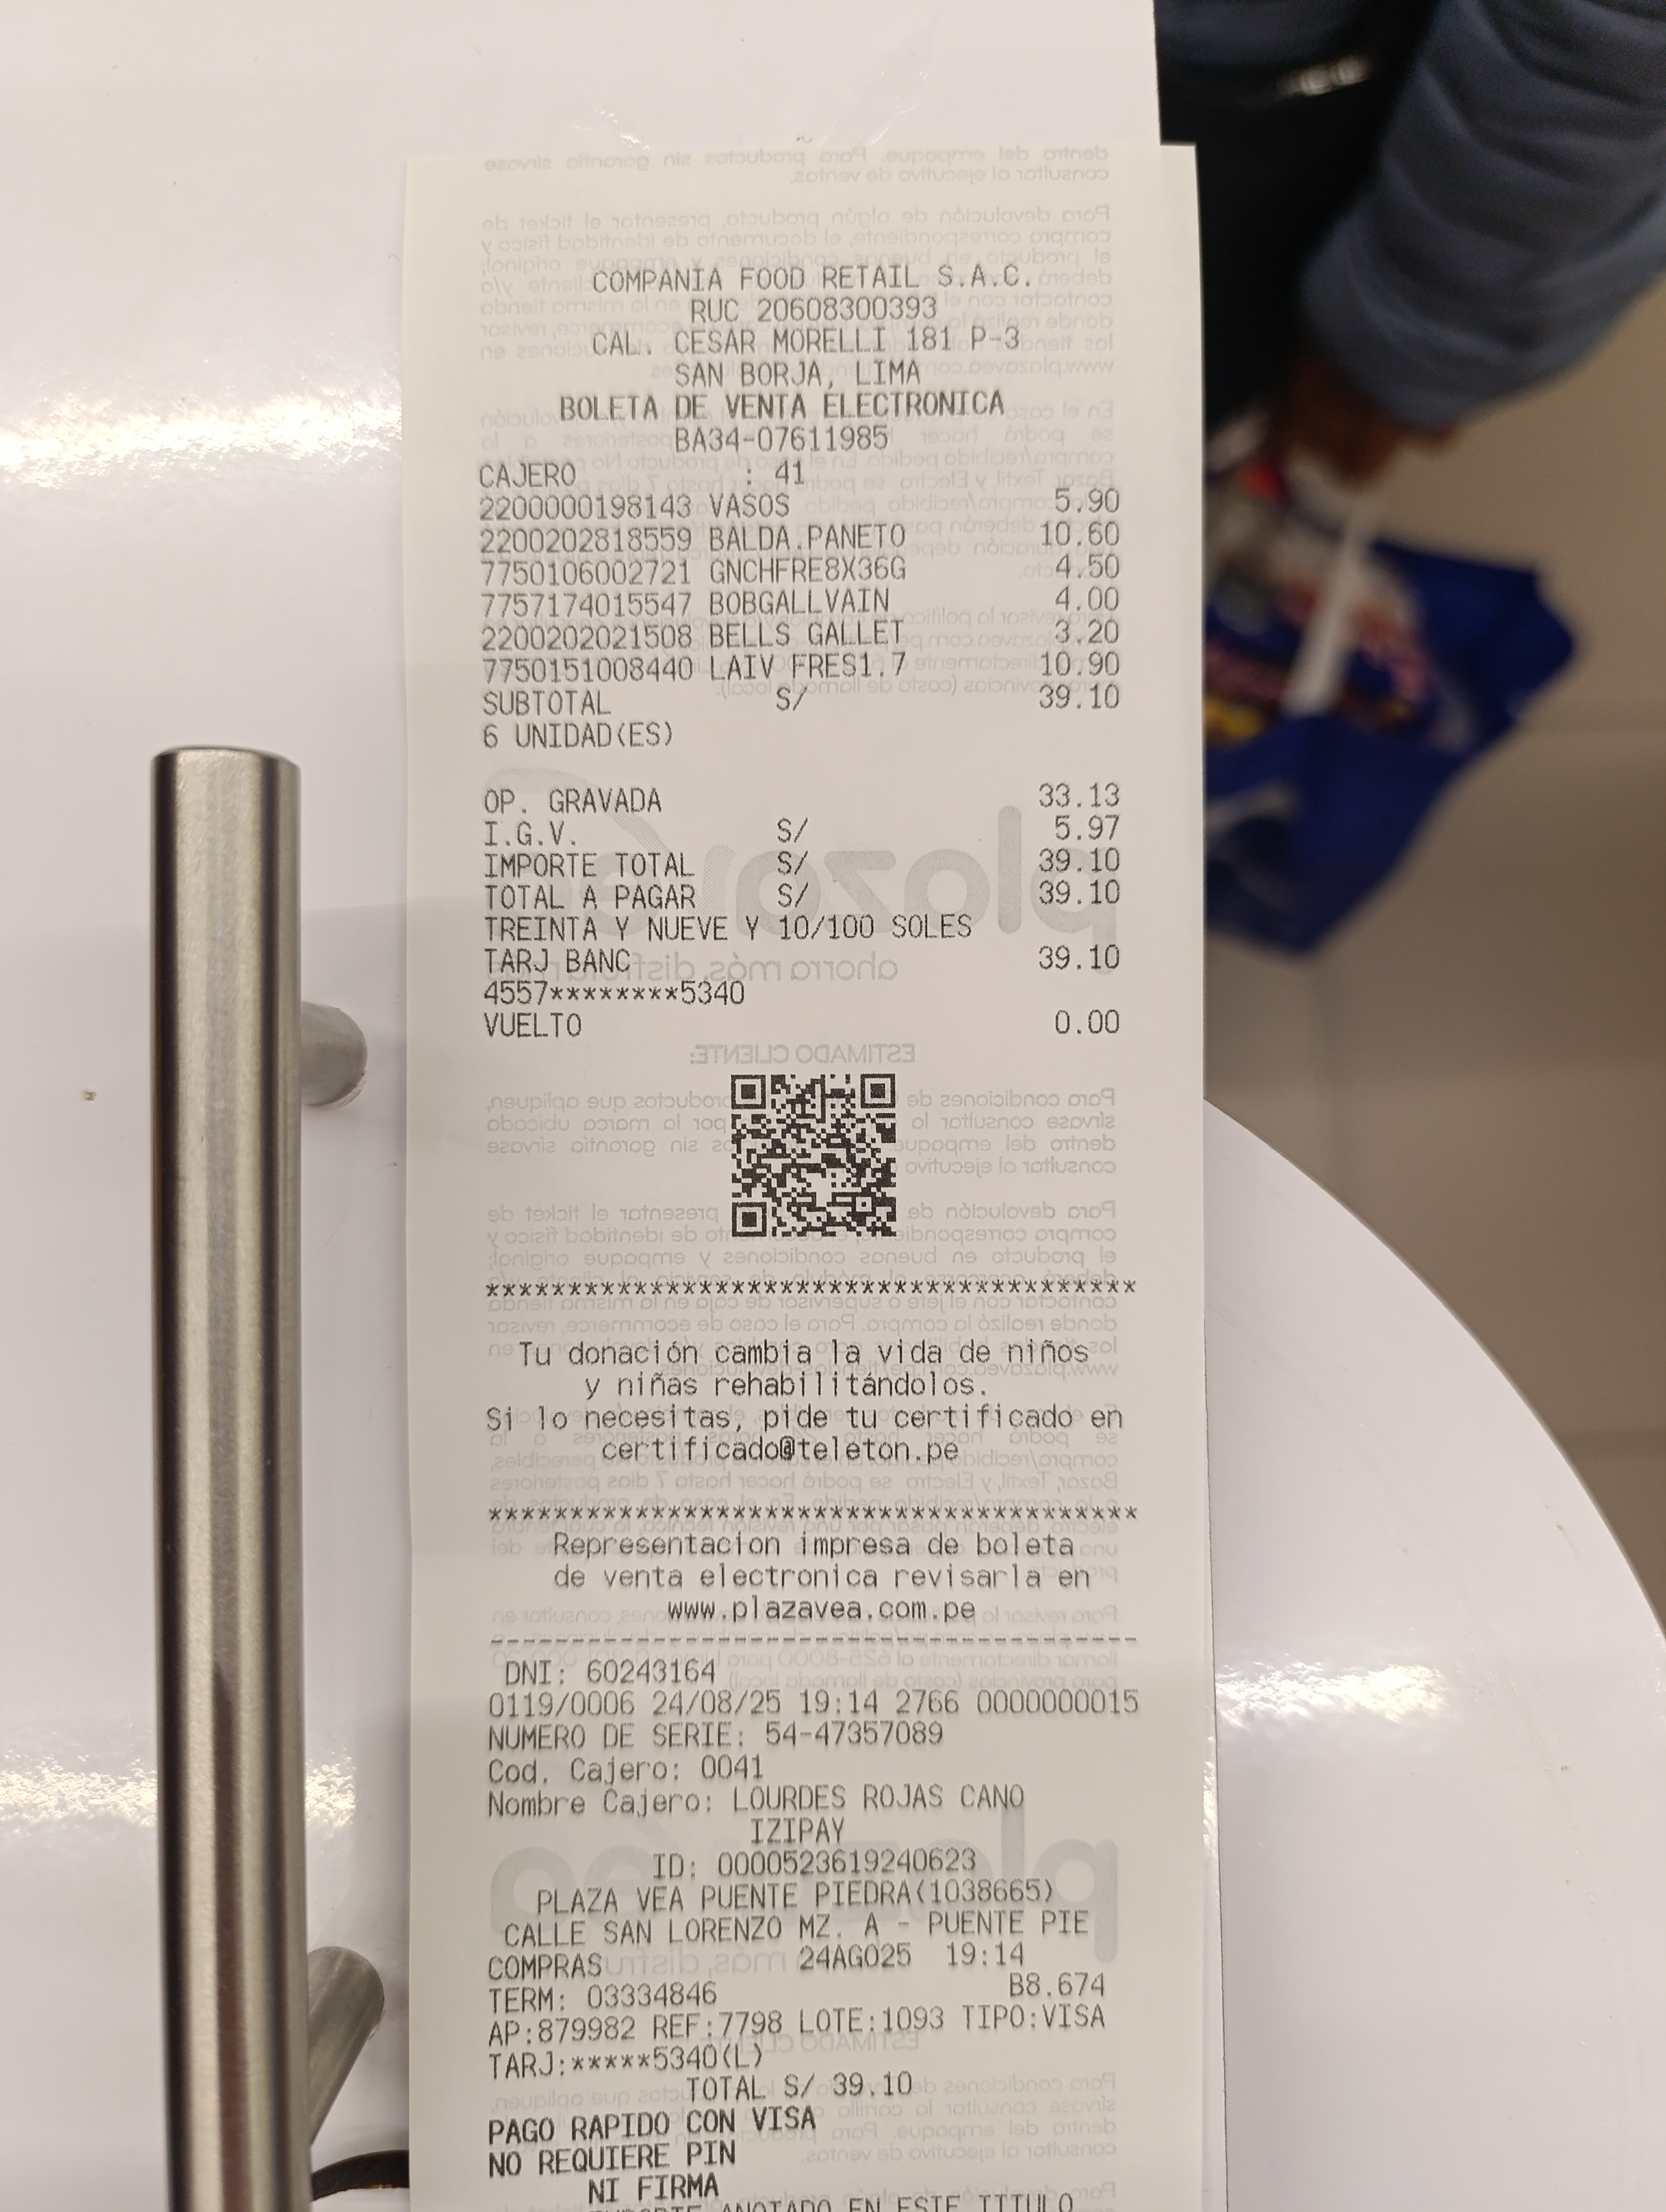 COMPANIA FOOD RETAIL S.A.C.
RUC 20608300393
CAL. CESAR MORELLI 181 P-3
SAN BORJA, LIMA
BOLETA DE VENTA ELECTRONICA
BA34-07611985
CAJERO : 41
2200000198143 VASOS 5.90
2200202818559 BALDA.PANETO 10.60
7750106002721 GNCHFRE8X36G 4.50
7757174015547 BOBGALLVAIN 4.00
2200202021508 BELLS GALLET 3.20
7750151008440 LAIV FRES1.7 10.90
SUBTOTAL S/ 39.10
6 UNIDAD(ES)
OP. GRAVADA 33.13
I.G.V. S/ 5.97
IMPORTE TOTAL S/ 39.10
TOTAL A PAGAR S/ 39.10
TREINTA Y NUEVE Y 10/100 SOLES
TARJ BANC 39.10
4557********5340
VUELTO 0.00
****************************************
Tu donación cambia la vida de niños
y niñas rehabilitándolos.
Si lo necesitas, pide tu certificado en
certificado@teleton.pe
****************************************
Representacion impresa de boleta
de venta electronica revisarla en
www.plazavea.com.pe
----------------------------------------
DNI: 60243164
0119/0006 24/08/25 19:14 2766 0000000015
NUMERO DE SERIE: 54-47357089
Cod. Cajero: 0041
Nombre Cajero: LOURDES ROJAS CANO
IZIPAY
ID: 0000523619240623
PLAZA VEA PUENTE PIEDRA(1038665)
CALLE SAN LORENZO MZ. A - PUENTE PIE
COMPRAS 24AGO25 19:14
TERM: 03334846 B8.674
AP:879982 REF:7798 LOTE:1093 TIPO:VISA
TARJ:*****5340(L)
TOTAL S/ 39.10
PAGO RAPIDO CON VISA
NO REQUIERE PIN
NI FIRMA
ANOTADO EN ESTE TITULO